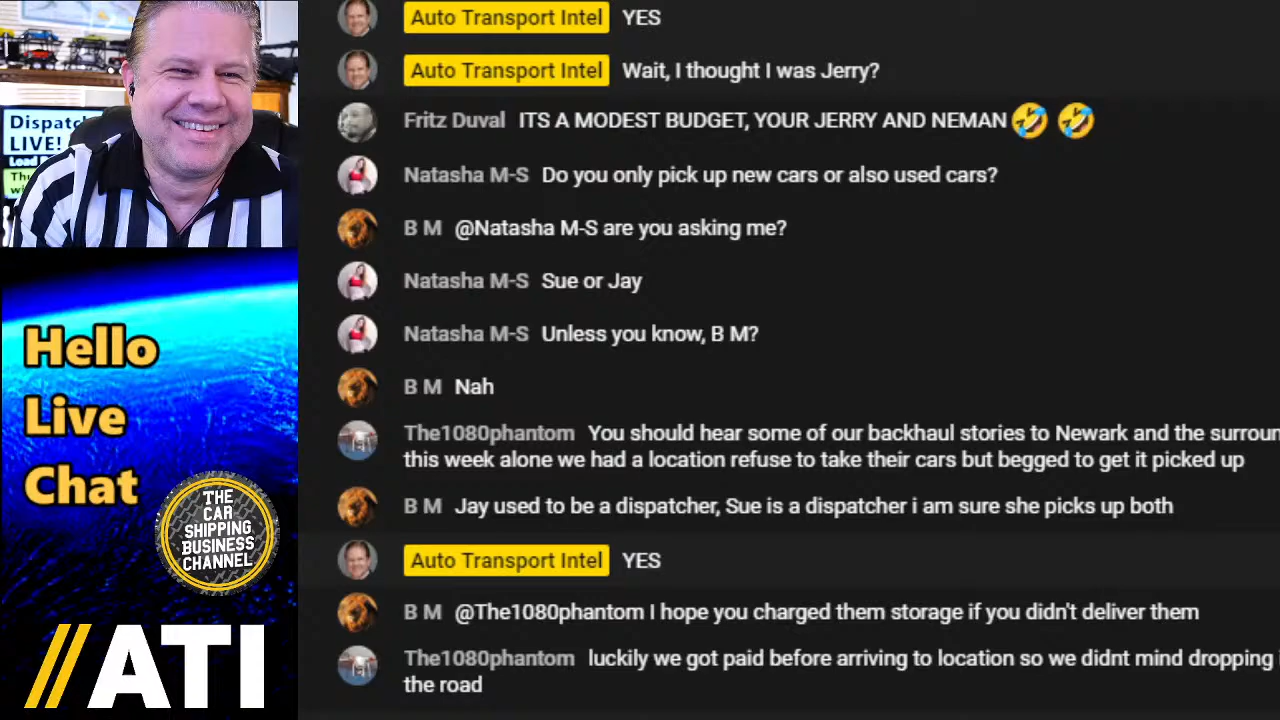 Dispatch
LIVE!
Load
Thu
Hello
Live
Chat
THE
CAR
SHIPPING
BUSINESS
CHANNEL
//ATI
Auto Transport Intel YES
Auto Transport Intel Wait, I thought I was Jerry?
Fritz Duval ITS A MODEST BUDGET, YOUR JERRY AND NEMAN🤣 🤣
Natasha M-S Do you only pick up new cars or also used cars?
B M @Natasha M-S are you asking me?
Natasha M-S Sue or Jay
Natasha M-S Unless you know, B M?
B M Nah
The1080phantom You should hear some of our backhaul stories to Newark and the surroun
this week alone we had a location refuse to take their cars but begged to get it picked up
B M Jay used to be a dispatcher, Sue is a dispatcher i am sure she picks up both
Auto Transport Intel YES
B M @The1080phantom I hope you charged them storage if you didn't deliver them
The1080phantom luckily we got paid before arriving to location so we didnt mind dropping
the road